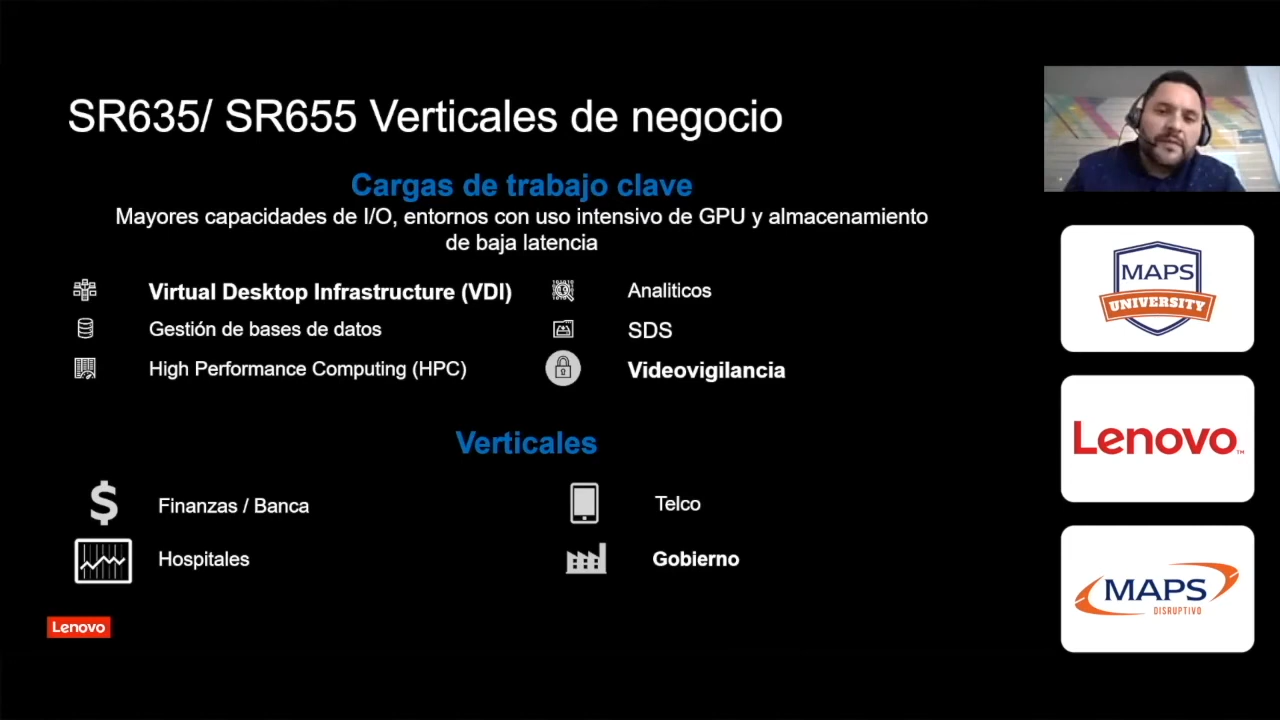 SR635/ SR655 Verticales de negocio
Cargas de trabajo clave
Mayores capacidades de I/O, entornos con uso intensivo de GPU y almacenamiento
de baja latencia
Virtual Desktop Infrastructure (VDI)
Analiticos
Gestión de bases de datos
SDS
High Performance Computing (HPC)
Videovigilancia
Verticales
Finanzas / Banca
Telco
Hospitales
Gobierno
Lenovo
MAPS
UNIVERSITY
Lenovo™
MAPS
DISRUPTIVO